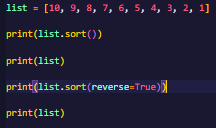 list = [10, 9, 8, 7, 6, 5, 4, 3, 2, 1]
print(list.sort())
print(list)
print(list.sort(reverse=True))
print(list)